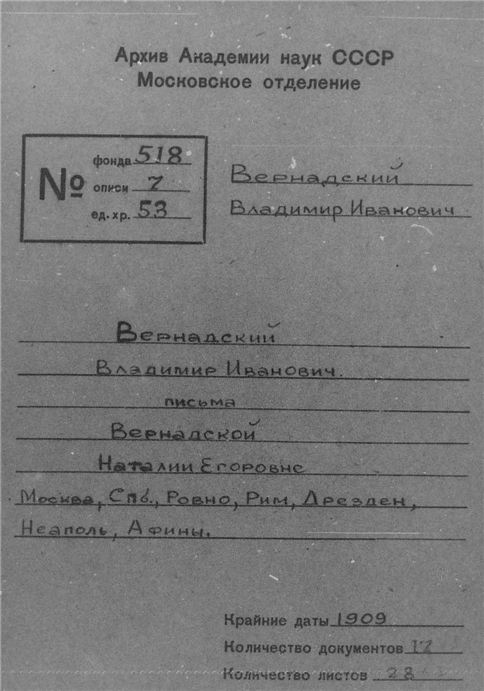 Архив Академии наук СССР
Московское отделение
№
фонда 518
описи 7
ед. хр. 53
Вернадский
Владимир Иванович
Вернадский
Владимир Иванович.
письма
Вернадской
Наталии Егоровне
Москва, Спб., Ровно, Рим, Дрезден,
Неаполь, Афины.
Крайние даты 1909
Количество документов
Количество листов 28